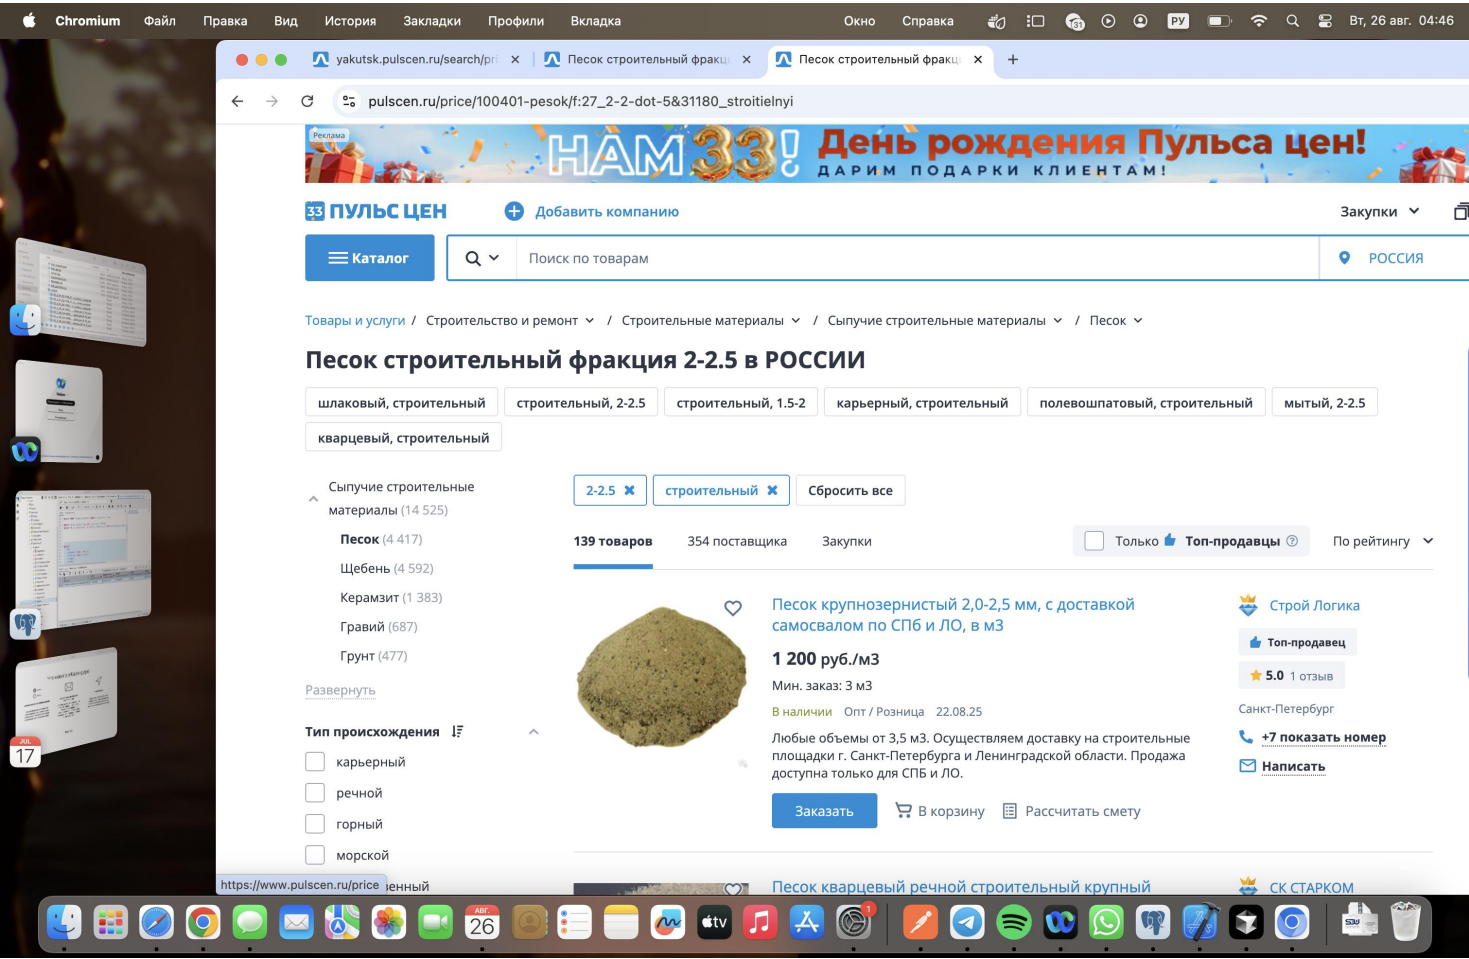 Chromium Файл Правка Вид История Закладки Профили Вкладка Окно Справка РУ Вт, 26 авг. 04:46
yakutsk.pulscen.ru/search/pri Песок строительный фракци Песок строительный фракци
pulscen.ru/price/100401-pesok/f:27_2-2-dot-5&31180_stroitielnyi
Реклама
НАМ 33! День рождения Пульса цен!
ДАРИМ ПОДАРКИ КЛИЕНТАМ!
33 ПУЛЬС ЦЕН Добавить компанию Закупки
Каталог Поиск по товарам РОССИЯ
Товары и услуги / Строительство и ремонт / Строительные материалы / Сыпучие строительные материалы / Песок
Песок строительный фракция 2-2.5 в РОССИИ
шлаковый, строительный строительный, 2-2.5 строительный, 1.5-2 карьерный, строительный полевошпатовый, строительный мытый, 2-2.5
кварцевый, строительный
Сыпучие строительные
материалы (14 525)
Песок (4 417)
Щебень (4 592)
Керамзит (1 383)
Гравий (687)
Грунт (477)
Развернуть
Тип происхождения
карьерный
речной
горный
морской
енный
2-2.5 строительный Сбросить все
139 товаров 354 поставщика Закупки Только Топ-продавцы По рейтингу
Песок крупнозернистый 2,0-2,5 мм, с доставкой
самосвалом по СПб и ЛО, в м3
1 200 руб./м3
Мин. заказ: 3 м3
В наличии Опт / Розница 22.08.25
Любые объемы от 3,5 м3. Осуществляем доставку на строительные
площадки г. Санкт-Петербурга и Ленинградской области. Продажа
доступна только для СПБ и ЛО.
Заказать В корзину Рассчитать смету
Строй Логика
Топ-продавец
5.0 1 отзыв
Санкт-Петербург
+7 показать номер
Написать
Песок кварцевый речной строительный крупный
СК СТАРКОМ
https://www.pulscen.ru/price
JUL
17
АВГ.
26
tv
1